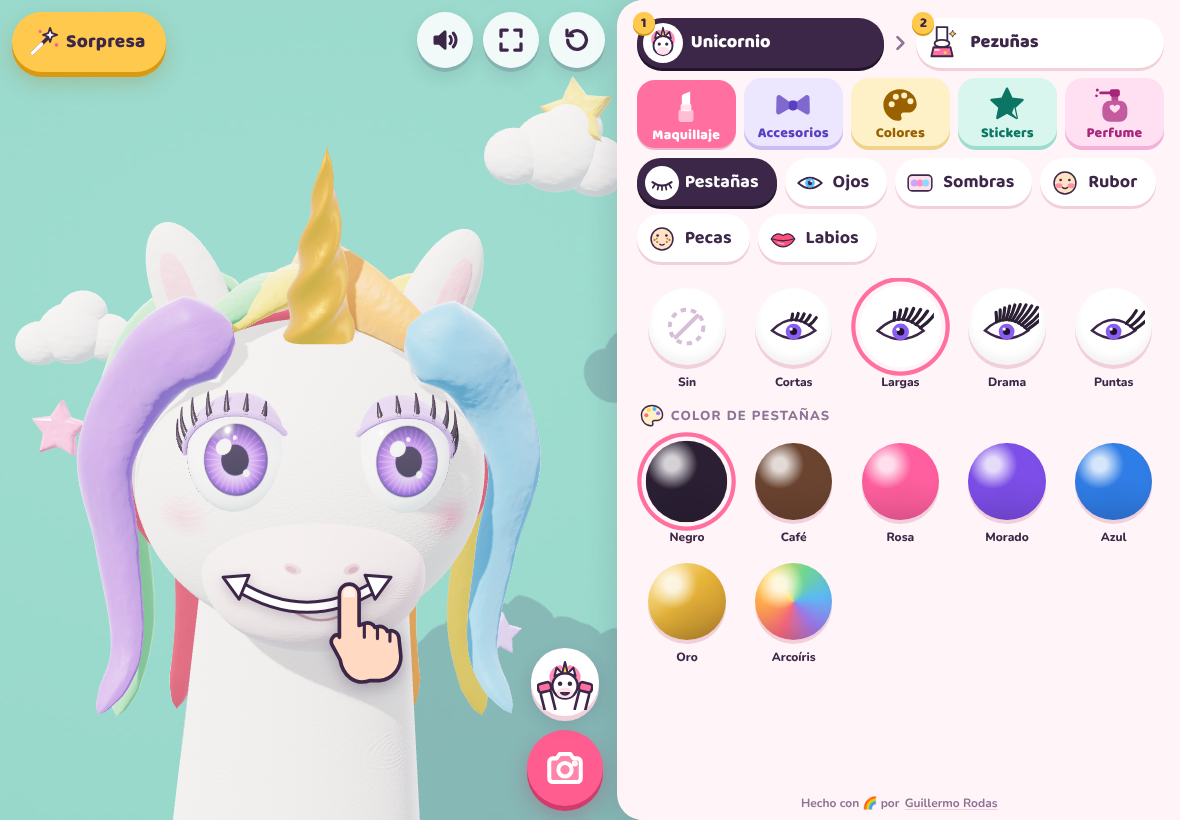 Sorpresa
1
Unicornio
2
Pezuñas
Maquillaje
Accesorios
Colores
Stickers
Perfume
Pestañas
Ojos
Sombras
Rubor
Pecas
Labios
Sin
Cortas
Largas
Drama
Puntas
COLOR DE PESTAÑAS
Negro
Café
Rosa
Morado
Azul
Oro
Arcoíris
Hecho con 🌈 por Guillermo Rodas